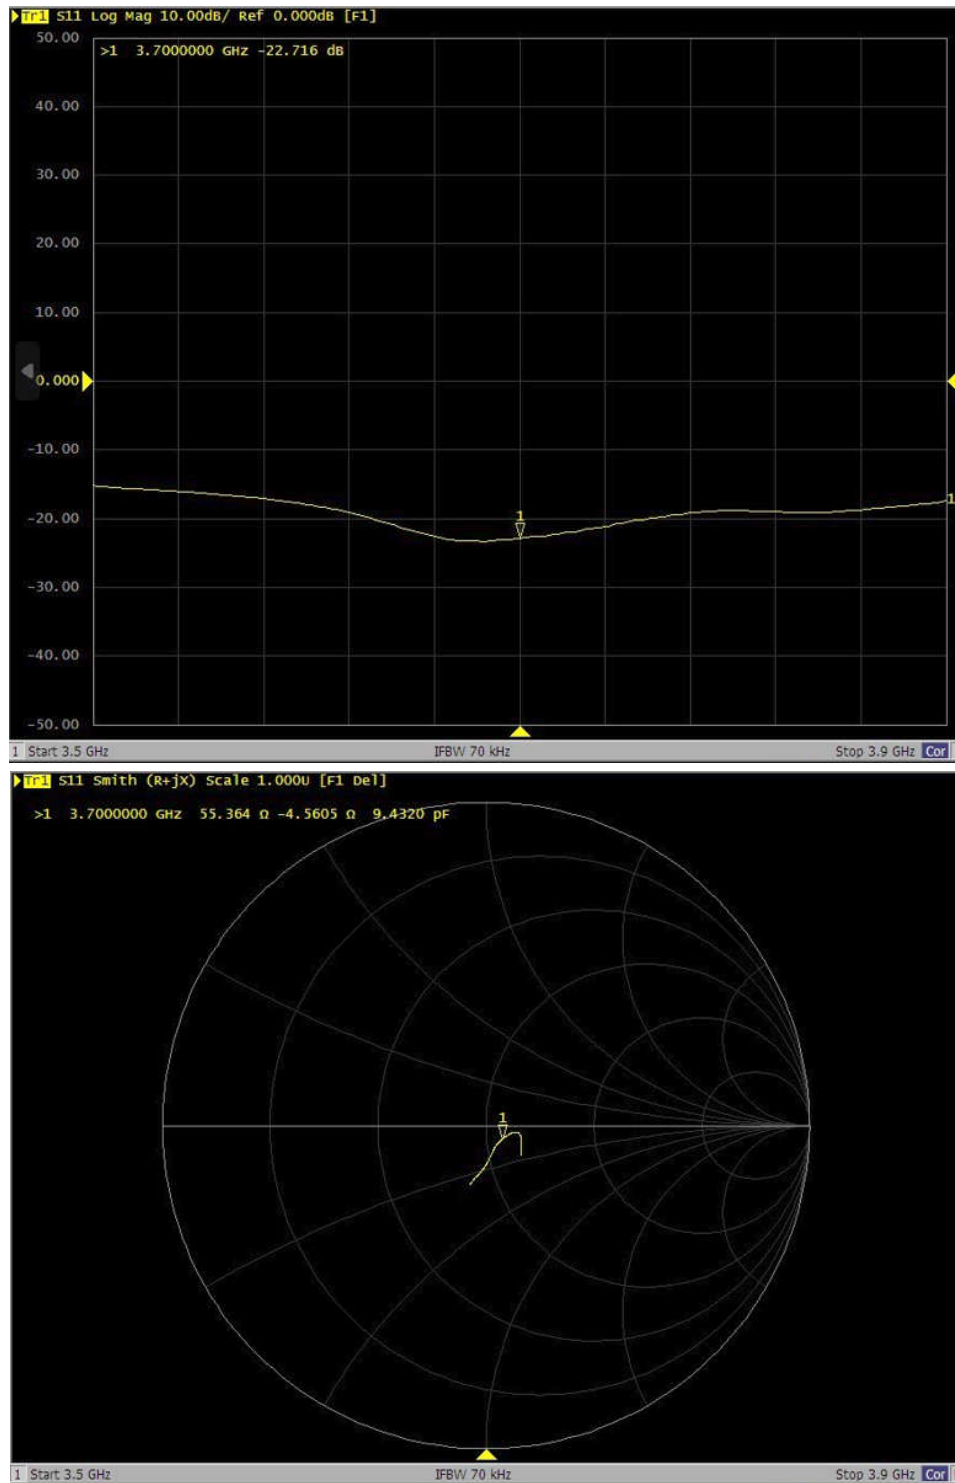 Tr1 S11 Log Mag 10.00dB/ Ref 0.000dB [F1]
50.00
>1 3.7000000 GHz -22.716 dB
40.00
30.00
20.00
10.00
0.000
-10.00
1
1
-20.00
-30.00
-40.00
-50.00
1 Start 3.5 GHz IFBW 70 kHz Stop 3.9 GHz Cor
Tr1 S11 Smith (R+jX) Scale 1.000U [F1 Del]
>1 3.7000000 GHz 55.364 Ω -4.5605 Ω 9.4320 pF
1
1 Start 3.5 GHz IFBW 70 kHz Stop 3.9 GHz Cor